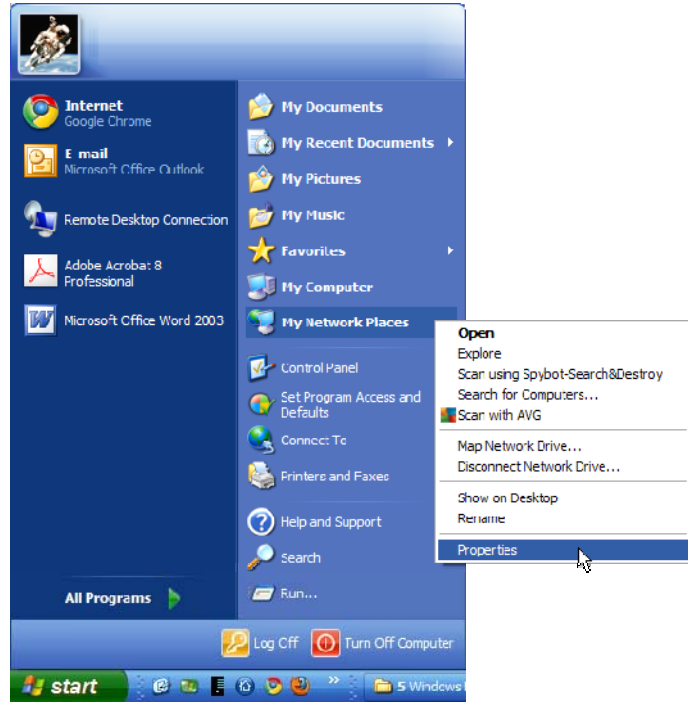 Internet
Google Chrome
E-mail
Microsoft Office Outlook
Remote Desktop Connection
Adobe Acrobat 8
Professional
Microsoft Office Word 2003
All Programs
My Documents
My Recent Documents
My Pictures
My Music
Favorites
My Computer
My Network Places
Control Panel
Set Program Access and
Defaults
Connect To
Printers and Faxes
Help and Support
Search
Run...
Open
Explore
Scan using Spybot-Search&Destroy
Search for Computers...
Scan with AVG
Map Network Drive...
Disconnect Network Drive...
Show on Desktop
Rename
Properties
Log Off
Turn Off Computer
start
5 Windows